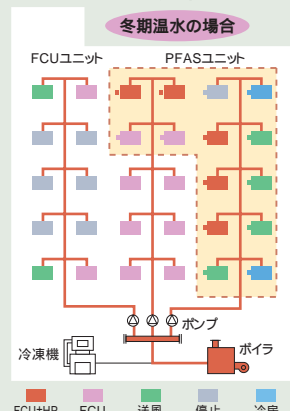 冬期温水の場合
FCUユニット PFASユニット
ポンプ
冷凍機
ボイラ
FCU+HP FCU 送風 停止 冷房